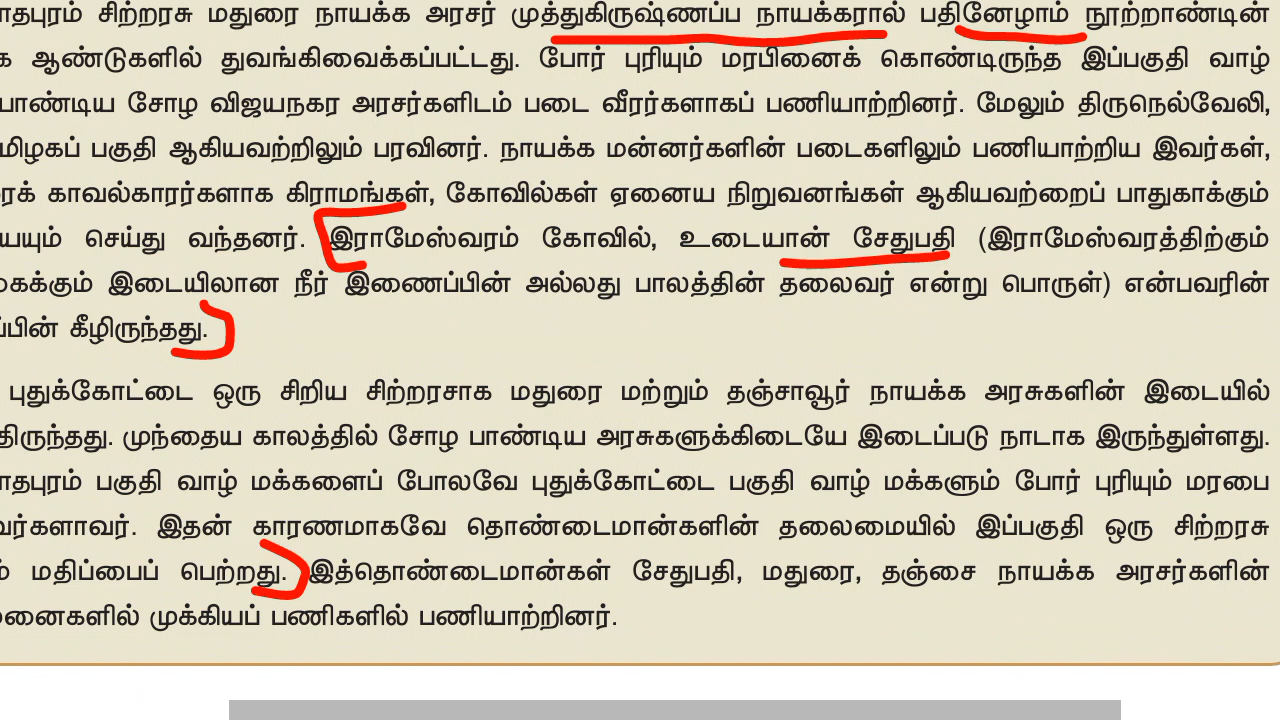 சிற்றரசு மதுரை நாயக்க அரசர் முத்துகிருஷ்ணப்ப நாயக்கரால் பதினேழாம் நூற்றாண்டின்
ஆண்டுகளில் துவங்கிவைக்கப்பட்டது. போர் புரியும் மரபினைக் கொண்டிருந்த இப்பகுதி வாழ்
பாண்டிய சோழ விஜயநகர அரசர்களிடம் படை வீரர்களாகப் பணியாற்றினர். மேலும் திருநெல்வேலி,
மிழகப் பகுதி ஆகியவற்றிலும் பரவினர். நாயக்க மன்னர்களின் படைகளிலும் பணியாற்றிய இவர்கள்,
ரக் காவல்காரர்களாக கிராமங்கள், கோவில்கள் ஏனைய நிறுவனங்கள் ஆகியவற்றைப் பாதுகாக்கும்
யையும் செய்து வந்தனர். இராமேஸ்வரம் கோவில், உடையான் சேதுபதி (இராமேஸ்வரத்திற்கும்
கைக்கும் இடையிலான நீர் இணைப்பின் அல்லது பாலத்தின் தலைவர் என்று பொருள்) என்பவரின்
ப்பின் கீழிருந்தது.
புதுக்கோட்டை ஒரு சிறிய சிற்றரசாக மதுரை மற்றும் தஞ்சாவூர் நாயக்க அரசுகளின் இடையில்
திருந்தது. முந்தைய காலத்தில் சோழ பாண்டிய அரசுகளுக்கிடையே இடைப்படு நாடாக இருந்துள்ளது.
ாதபுரம் பகுதி வாழ் மக்களைப் போலவே புதுக்கோட்டை பகுதி வாழ் மக்களும் போர் புரியும் மரபை
வர்களாவர். இதன் காரணமாகவே தொண்டைமான்களின் தலைமையில் இப்பகுதி ஒரு சிற்றரசு
ம் மதிப்பைப் பெற்றது. இத்தொண்டைமான்கள் சேதுபதி, மதுரை, தஞ்சை நாயக்க அரசர்களின்
னைகளில் முக்கியப் பணிகளில் பணியாற்றினர்.